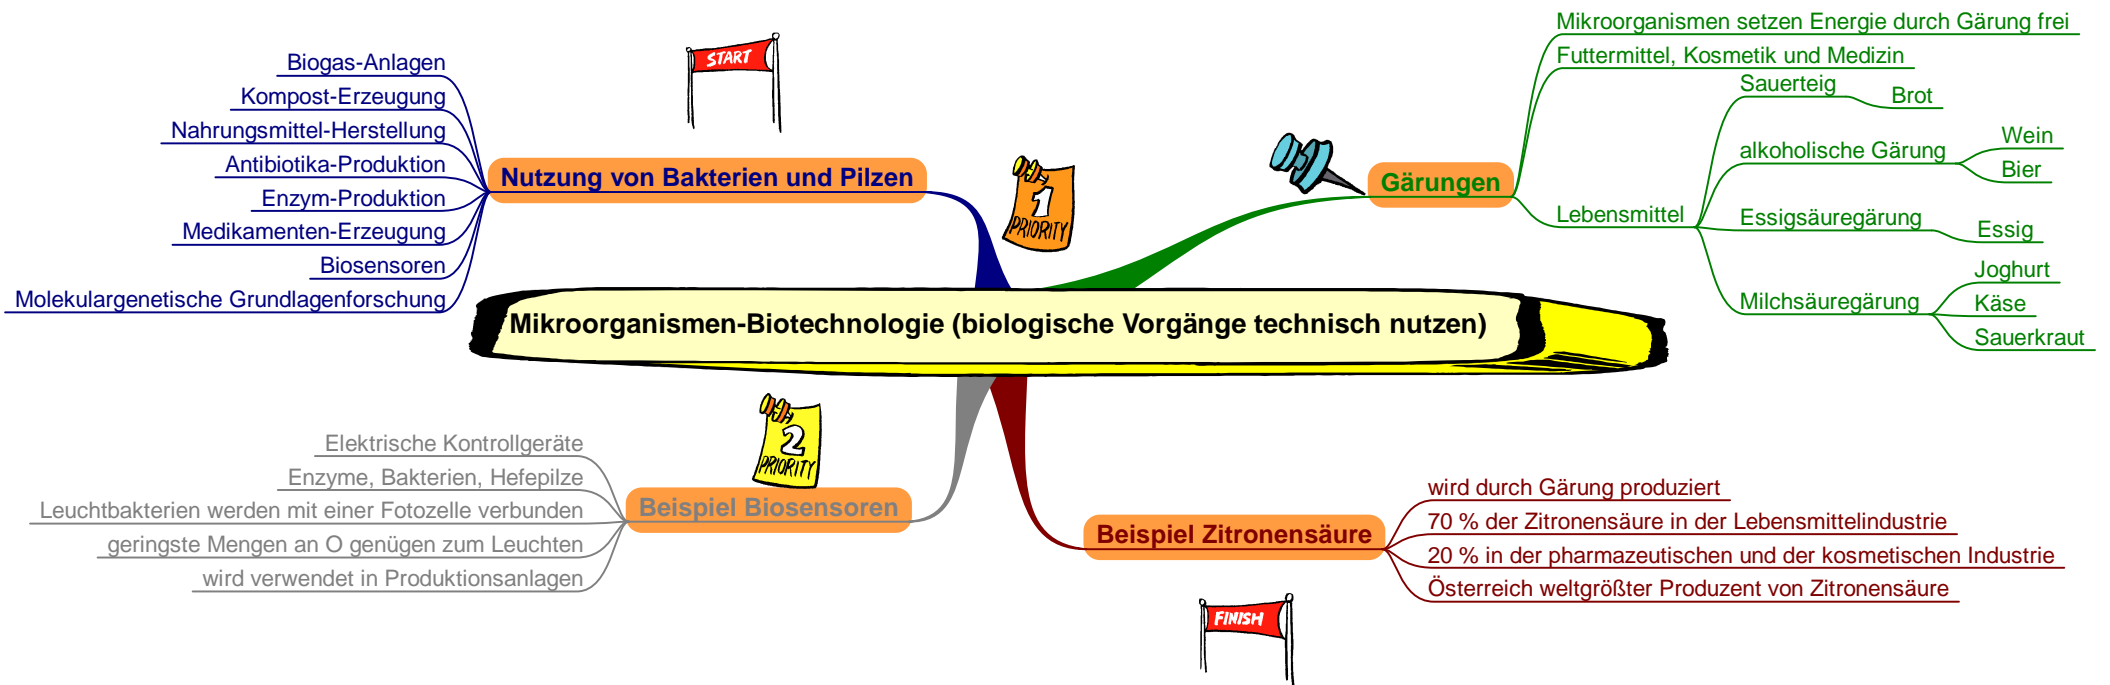 START
Biogas-Anlagen
Kompost-Erzeugung
Nahrungsmittel-Herstellung
Antibiotika-Produktion
Enzym-Produktion
Medikamenten-Erzeugung
Biosensoren
Molekulargenetische Grundlagenforschung
Nutzung von Bakterien und Pilzen
1
PRIORITY
Gärungen
Mikroorganismen setzen Energie durch Gärung frei
Futtermittel, Kosmetik und Medizin
Lebensmittel
Sauerteig
Brot
alkoholische Gärung
Wein
Bier
Essigsäuregärung
Essig
Milchsäuregärung
Joghurt
Käse
Sauerkraut
Mikroorganismen-Biotechnologie (biologische Vorgänge technisch nutzen)
2
PRIORITY
Beispiel Biosensoren
Elektrische Kontrollgeräte
Enzyme, Bakterien, Hefepilze
Leuchtbakterien werden mit einer Fotozelle verbunden
geringste Mengen an O genügen zum Leuchten
wird verwendet in Produktionsanlagen
Beispiel Zitronensäure
wird durch Gärung produziert
70 % der Zitronensäure in der Lebensmittelindustrie
20 % in der pharmazeutischen und der kosmetischen Industrie
Österreich weltgrößter Produzent von Zitronensäure
FINISH